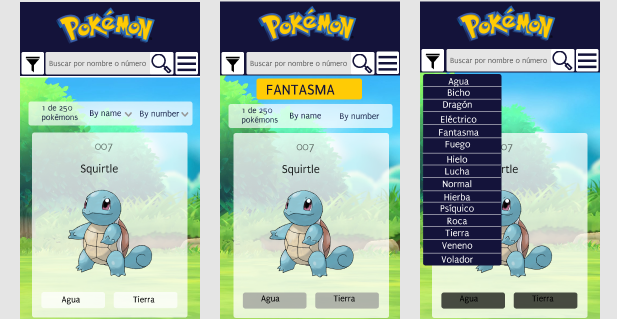 POKéMON
Buscar por nombre o número
1 de 250
pokémons
By name
By number
007
Squirtle
Agua
Tierra
POKéMON
Buscar por nombre o número
FANTASMA
1 de 250
pokémons
By name
By number
007
Squirtle
Agua
Tierra
POKéMON
Buscar por nombre o número
Agua
Bicho
Dragón
Eléctrico
Fantasma
Fuego
Hielo
Lucha
Normal
Hierba
Psíquico
Roca
Tierra
Veneno
Volador
007
Squirtle
Agua
Tierra